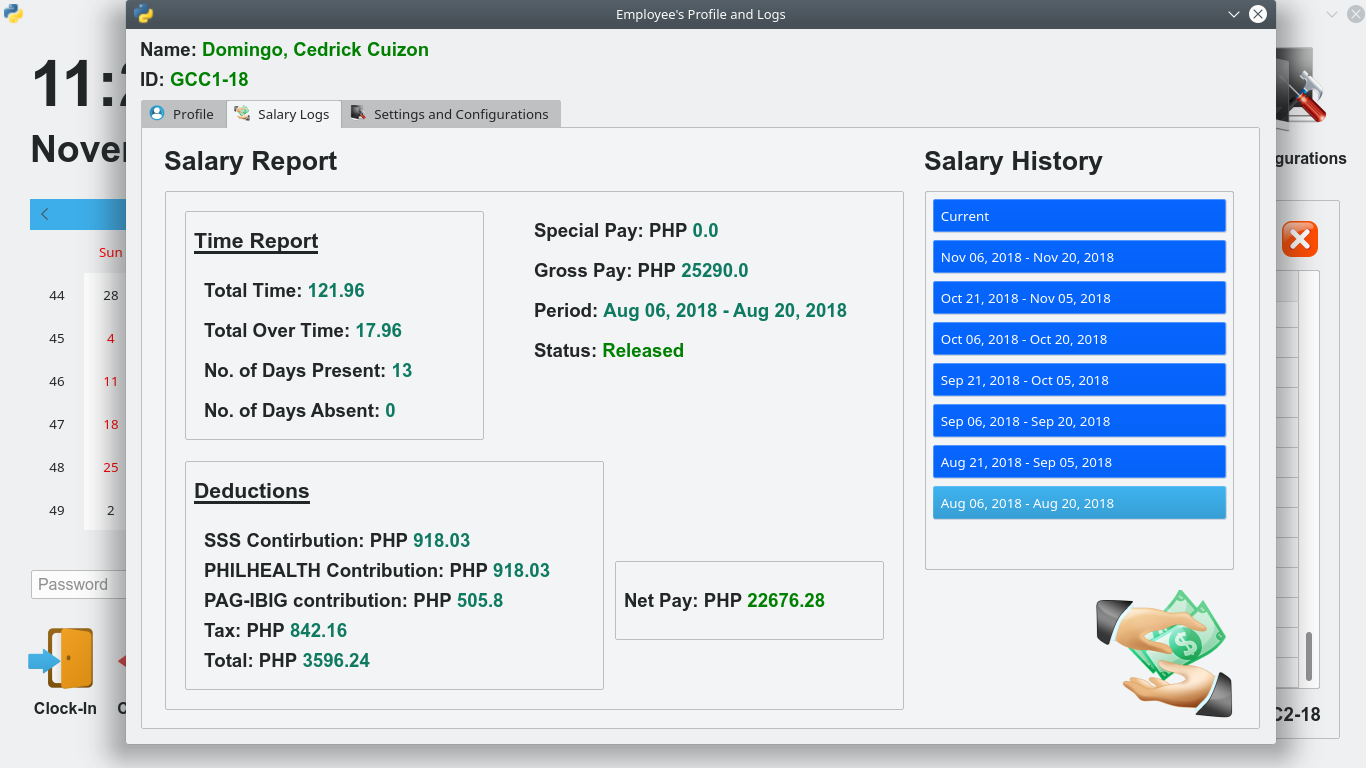 Employee's Profile and Logs
Name: Domingo, Cedrick Cuizon
ID: GCC1-18
Profile
Salary Logs
Settings and Configurations
Salary Report
Time Report
Total Time: 121.96
Total Over Time: 17.96
No. of Days Present: 13
No. of Days Absent: 0
Special Pay: PHP 0.0
Gross Pay: PHP 25290.0
Period: Aug 06, 2018 - Aug 20, 2018
Status: Released
Deductions
SSS Contirbution: PHP 918.03
PHILHEALTH Contribution: PHP 918.03
PAG-IBIG contribution: PHP 505.8
Tax: PHP 842.16
Total: PHP 3596.24
Net Pay: PHP 22676.28
Salary History
Current
Nov 06, 2018 - Nov 20, 2018
Oct 21, 2018 - Nov 05, 2018
Oct 06, 2018 - Oct 20, 2018
Sep 21, 2018 - Oct 05, 2018
Sep 06, 2018 - Sep 20, 2018
Aug 21, 2018 - Sep 05, 2018
Aug 06, 2018 - Aug 20, 2018
11:2
Nove
Sun
44 28
45 4
46 11
47 18
48 25
49 2
Password
Clock-In
gurations
C2-18